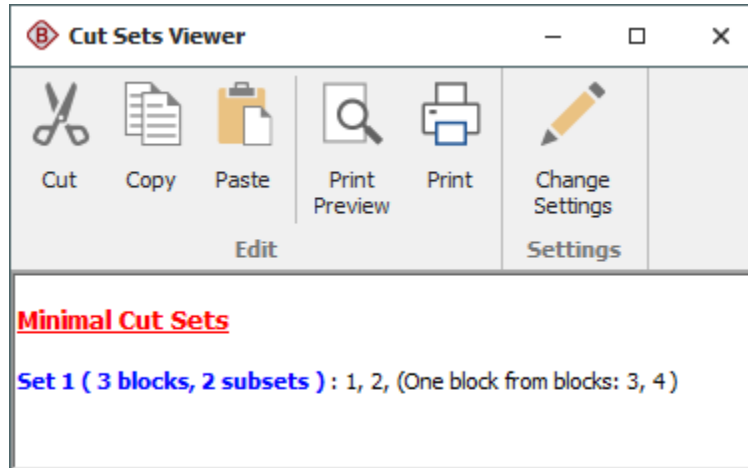 B Cut Sets Viewer
Cut Copy Paste Print Preview Print Change Settings
Edit Settings
Minimal Cut Sets
Set 1 ( 3 blocks, 2 subsets ) : 1, 2, (One block from blocks: 3, 4 )